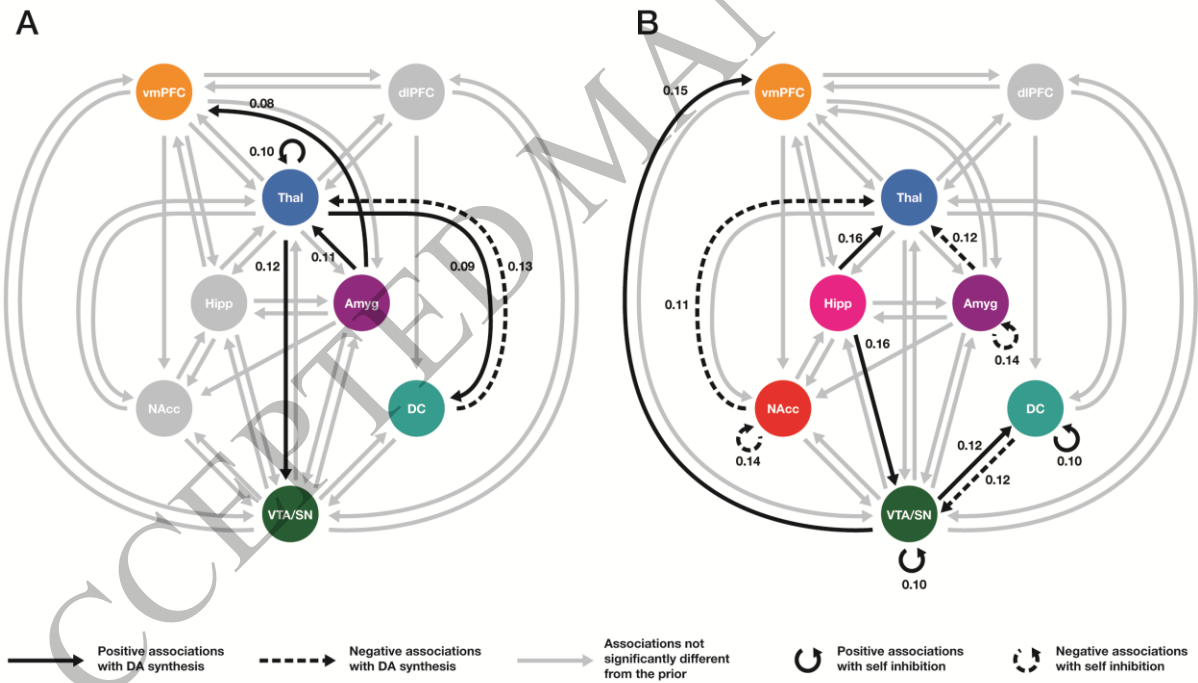 A
B
vmPFC
dlPFC
0.08
0.10
Thal
0.12
0.11
0.09
0.13
Hipp
Amyg
NAcc
DC
VTA/SN
0.15
vmPFC
dlPFC
Thal
0.16
0.12
0.11
Hipp
Amyg
0.16
0.14
NAcc
DC
0.14
0.12
0.10
0.12
VTA/SN
0.10
CCEPTED MA
Positive associations
with DA synthesis
Negative associations
with DA synthesis
Associations not
significantly different
from the prior
Positive associations
with self inhibition
Negative associations
with self inhibition